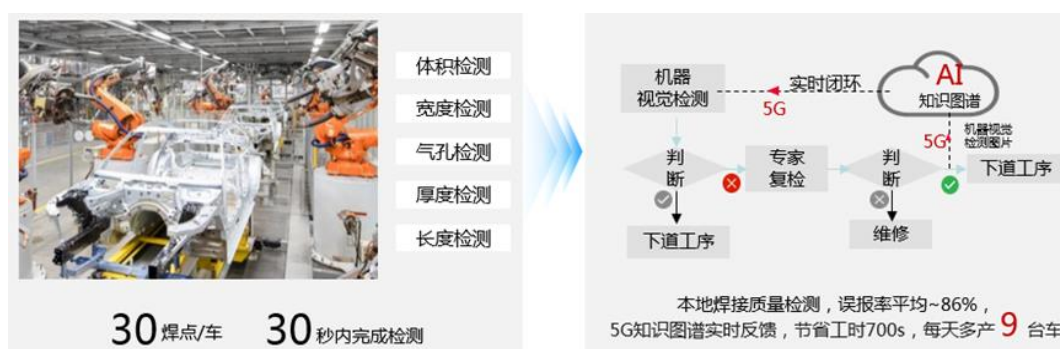 体积检测
宽度检测
气孔检测
厚度检测
长度检测
30焊点/车 30秒内完成检测
机器
视觉检测
实时闭环
5G
AI
知识图谱
5G
机器视觉
检测图片
判
断
专家
复检
判
断
下道工序
下道工序
维修
本地焊接质量检测，误报率平均~86%，
5G知识图谱实时反馈，节省工时700s，每天多产9台车